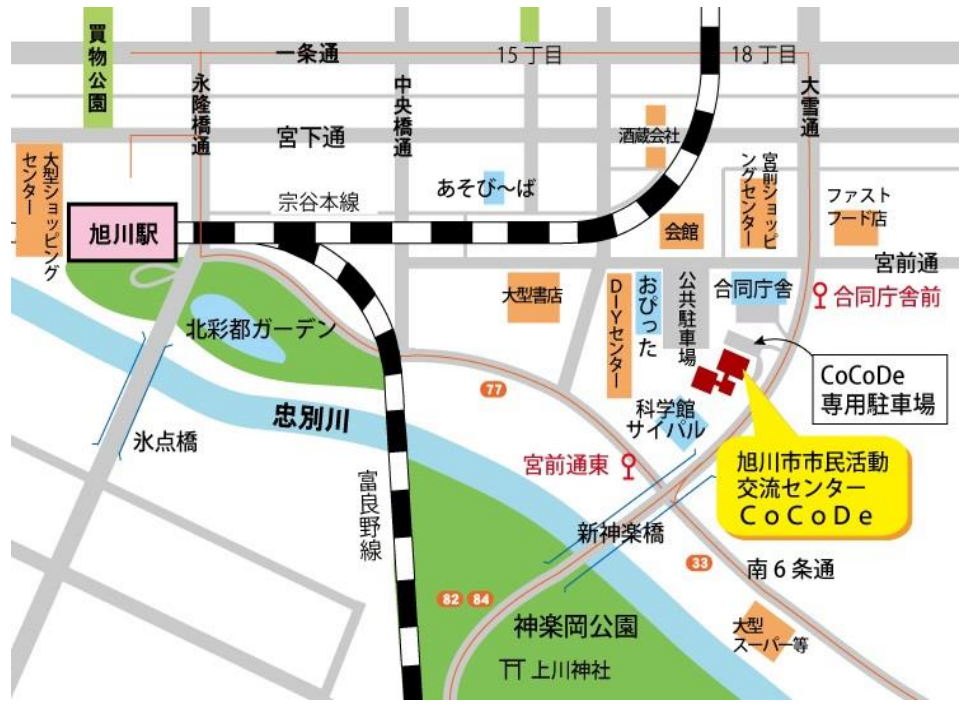 買物公園
一条通
15丁目
18丁目
永隆橋通
中央橋通
大雪通
宮下通
酒蔵会社
大型ショッピング
センター
あそび〜ば
宗谷本線
宮前ショッピ
ングセンター
ファスト
フード店
旭川駅
会館
宮前通
大型書店
DIYセンター
おぴった
公共駐車場
合同庁舎
合同庁舎前
北彩都ガーデン
CoCoDe
専用駐車場
77
忠別川
科学館
サイパル
氷点橋
宮前通東
旭川市市民活動
交流センター
CoCoDe
富良野線
新神楽橋
33
南6条通
82
84
神楽岡公園
大型
スーパー等
上川神社